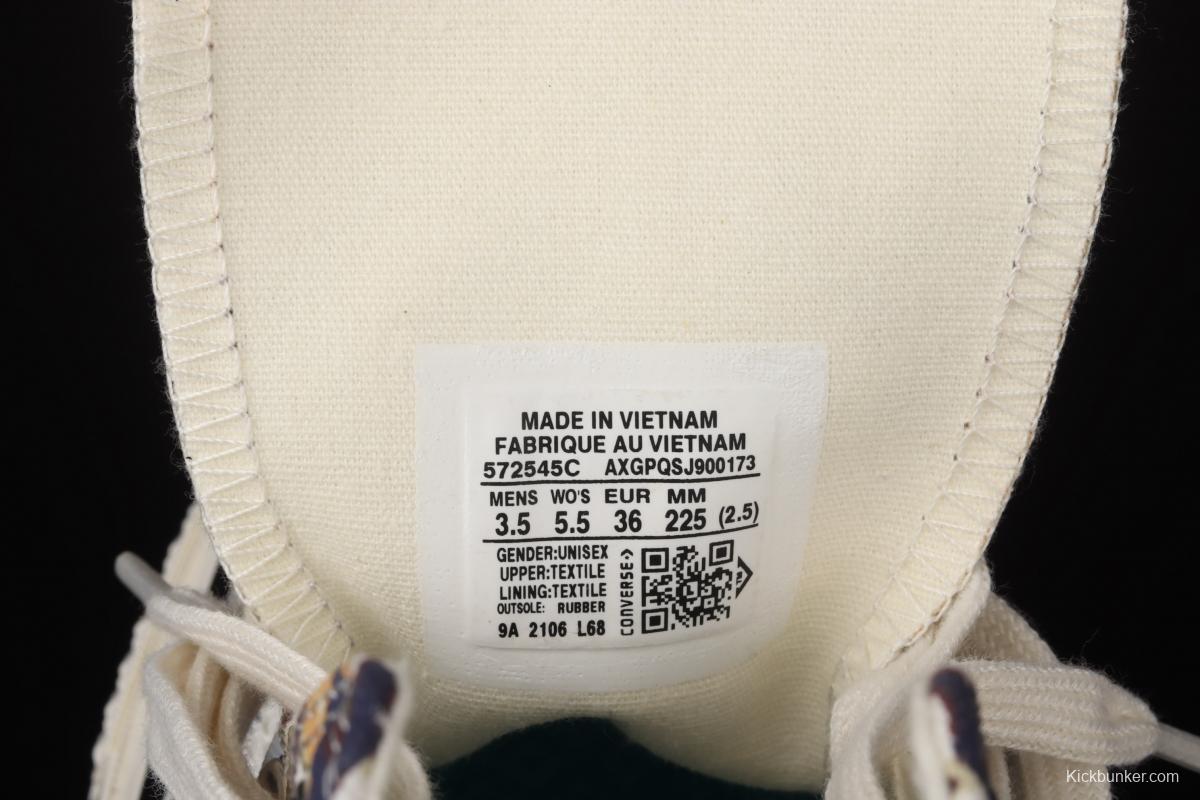 MADE IN VIETNAM
FABRIQUE AU VIETNAM
572545C AXGPQSJ900173
MENS WO'S EUR MM
3.5 5.5 36 225 (2.5)
GENDER:UNISEX
UPPER:TEXTILE
LINING:TEXTILE
OUTSOLE: RUBBER
9A 2106 L68
CONVERSE
Kickbunker.com